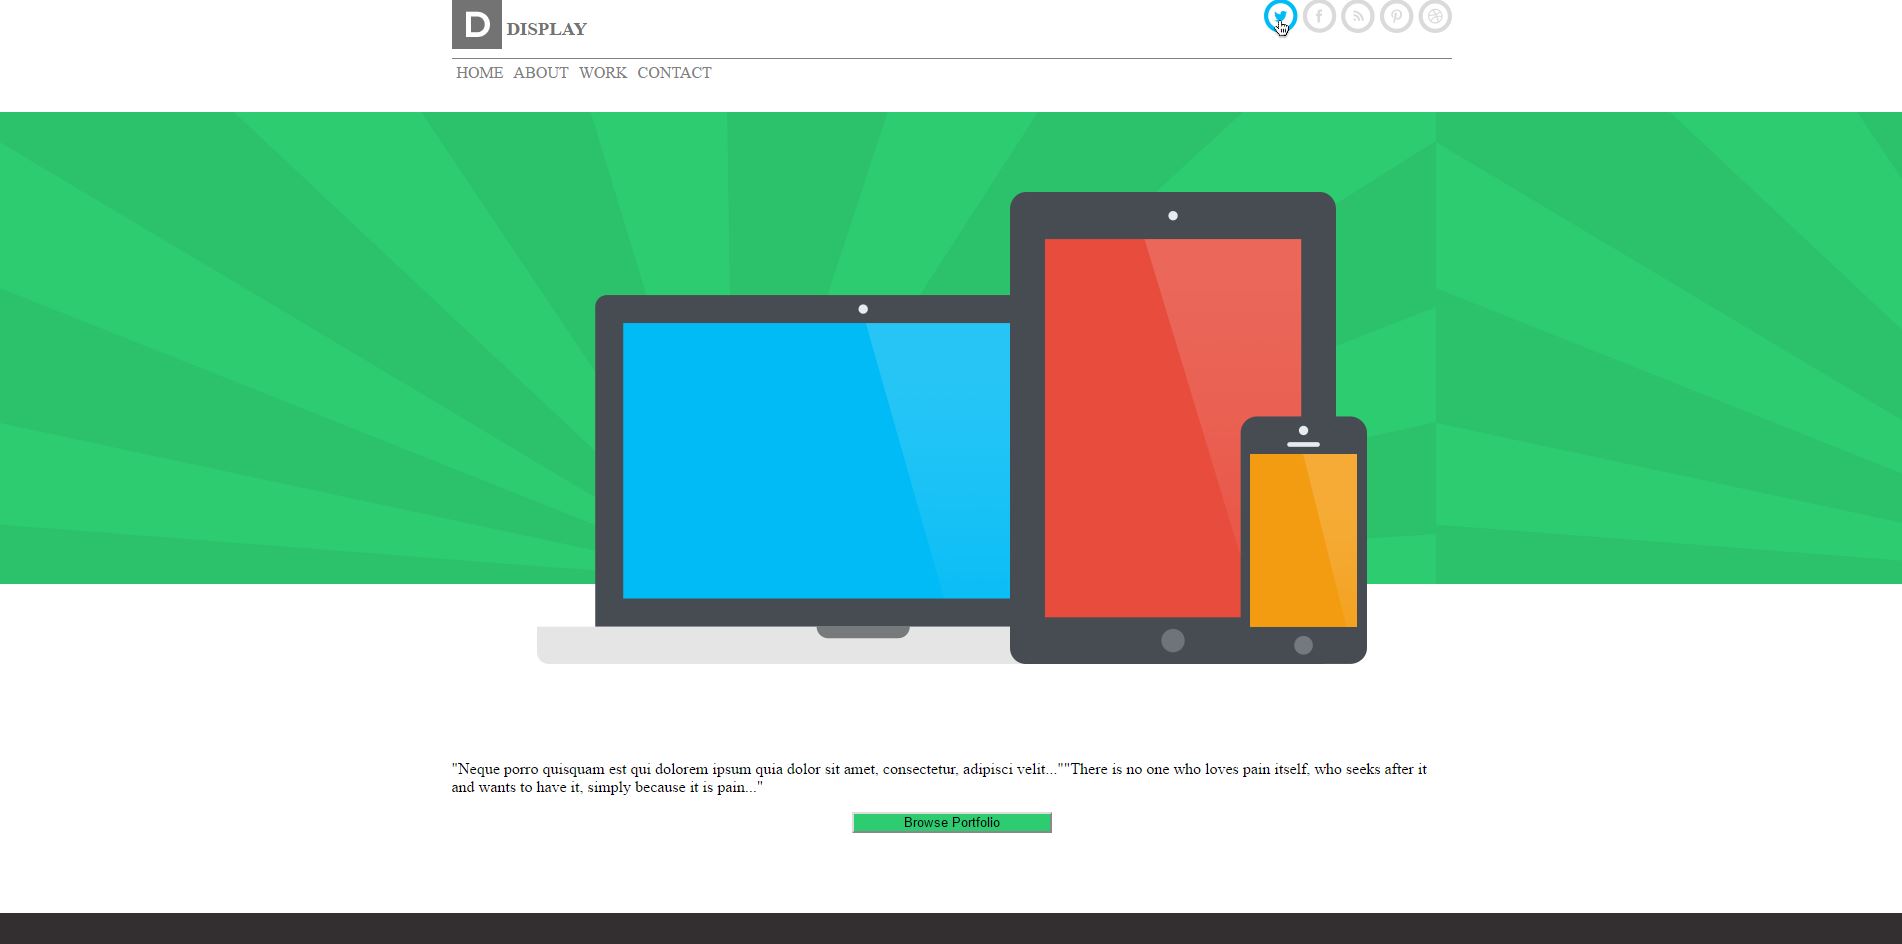 D DISPLAY
HOME ABOUT WORK CONTACT
"Neque porro quisquam est qui dolorem ipsum quia dolor sit amet, consectetur, adipisci velit...""There is no one who loves pain itself, who seeks after it
and wants to have it, simply because it is pain..."
Browse Portfolio